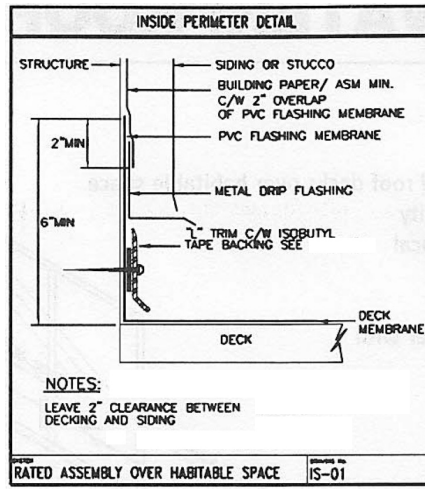 INSIDE PERIMETER DETAIL
STRUCTURE
SIDING OR STUCCO
BUILDING PAPER/ ASM MIN.
C/W 2" OVERLAP
OF PVC FLASHING MEMBRANE
2"MIN
PVC FLASHING MEMBRANE
METAL DRIP FLASHING
6"MIN
"L" TRIM C/W ISOBUTYL
TAPE BACKING SEE
DECK
MEMBRANE
DECK
NOTES:
LEAVE 2" CLEARANCE BETWEEN
DECKING AND SIDING
RATED ASSEMBLY OVER HABITABLE SPACE
IS-01